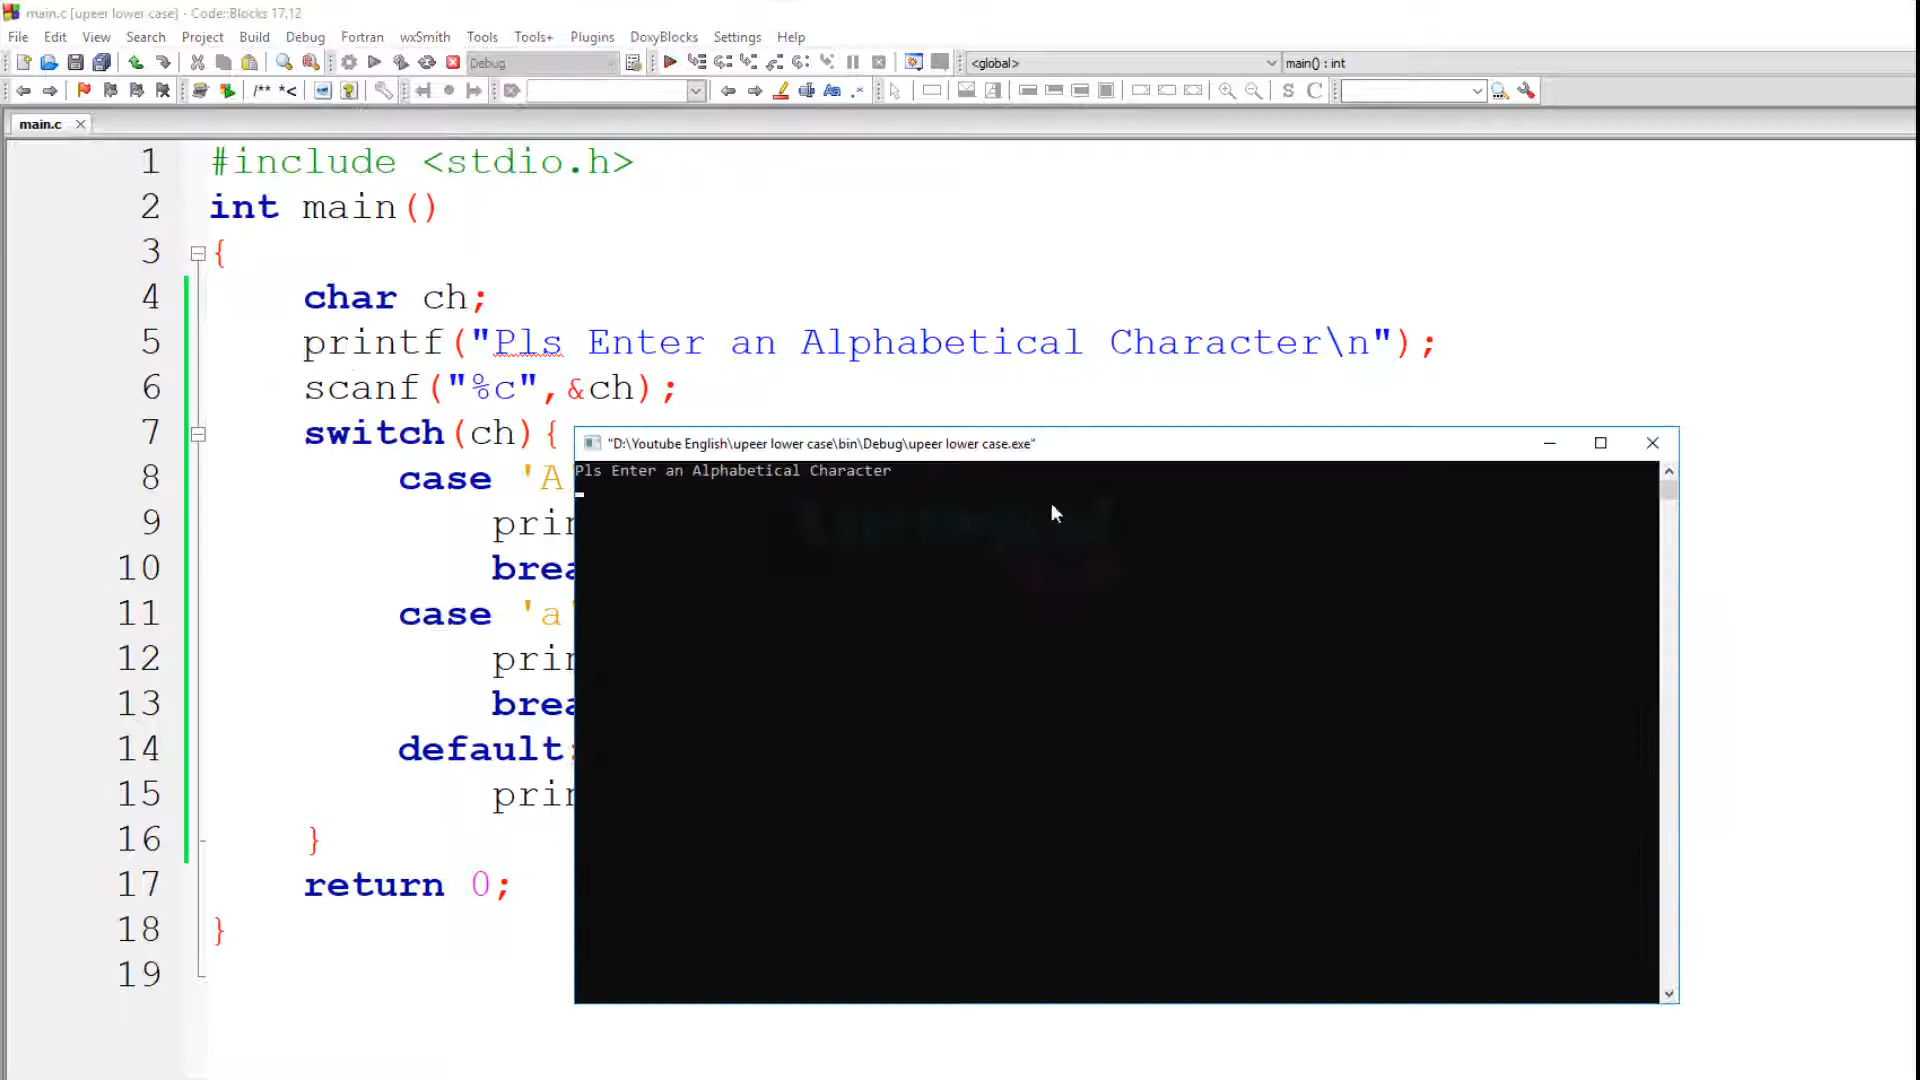 main.c [upeer lower case] - Code::Blocks 17.12
File Edit View Search Project Build Debug Fortran wxSmith Tools Tools+ Plugins DoxyBlocks Settings Help
Debug <global> main() : int
/** *< Aa .* S C
main.c
1 #include <stdio.h>
2 int main()
3 {
4 char ch;
5 printf("Pls Enter an Alphabetical Character\n");
6 scanf("%c",&ch);
7 switch(ch){
"D:\Youtube English\upeer lower case\bin\Debug\upeer lower case.exe"
Pls Enter an Alphabetical Character
8 case 'A
9 prin
10 brea
11 case 'a'
12 prin
13 brea
14 default:
15 prin
16 }
17 return 0;
18 }
19